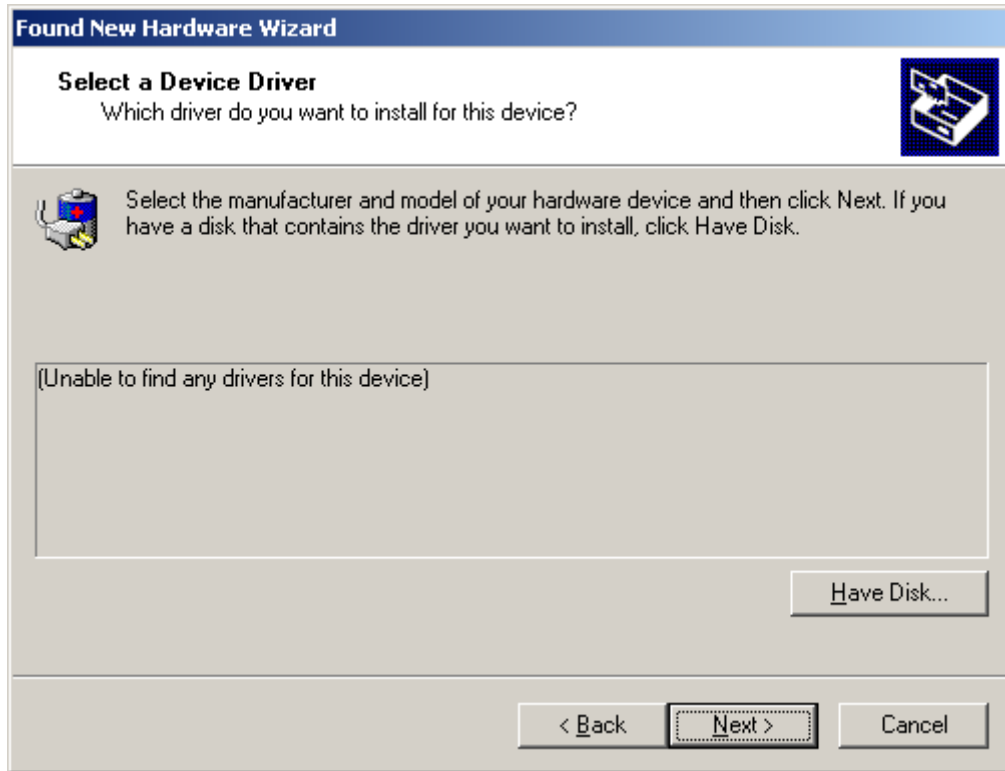 Found New Hardware Wizard
Select a Device Driver
Which driver do you want to install for this device?
Select the manufacturer and model of your hardware device and then click Next. If you
have a disk that contains the driver you want to install, click Have Disk.
(Unable to find any drivers for this device)
Have Disk...
< Back
Next >
Cancel